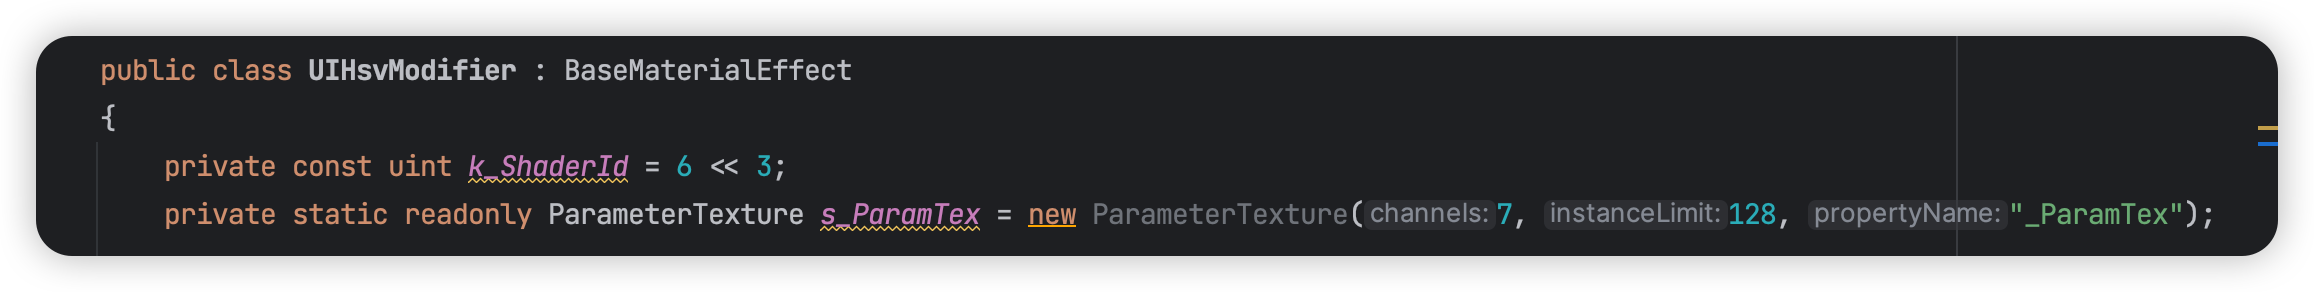 public class UIHsvModifier : BaseMaterialEffect
{
private const uint k_ShaderId = 6 << 3;
private static readonly ParameterTexture s_ParamTex = new ParameterTexture(channels:7, instanceLimit:128, propertyName:"_ParamTex");